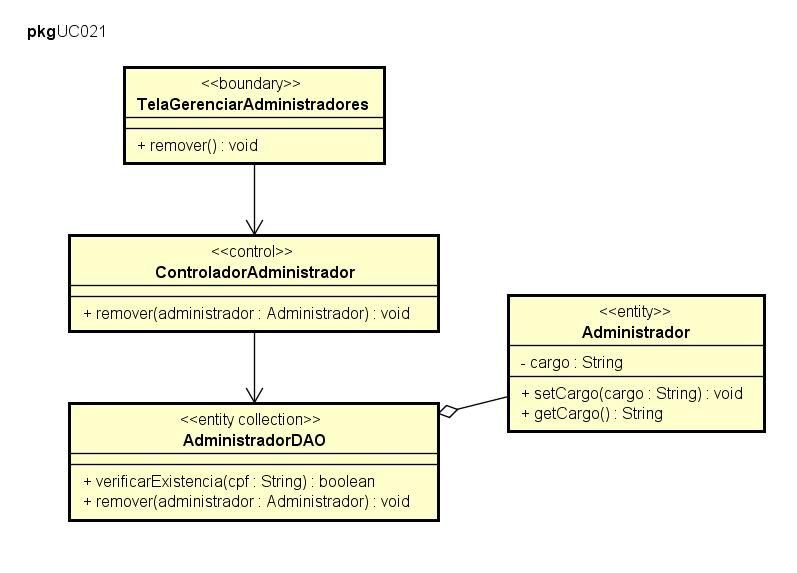 pkgUC021
<<boundary>>
TelaGerenciarAdministradores
+ remover() : void
<<control>>
ControladorAdministrador
+ remover(administrador : Administrador) : void
<<entity>>
Administrador
- cargo : String
+ setCargo(cargo : String) : void
+ getCargo() : String
<<entity collection>>
AdministradorDAO
+ verificarExistencia(cpf : String) : boolean
+ remover(administrador : Administrador) : void